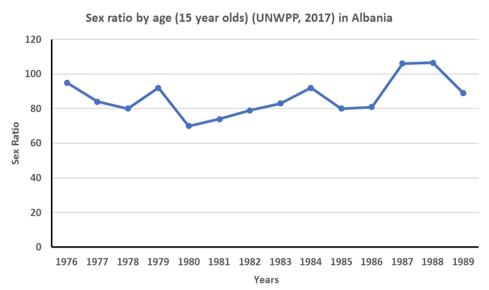 Sex ratio by age (15 year olds) (UNWPP, 2017) in Albania
120
100
80
60
40
20
0
Sex Ratio
1976 1977 1978 1979 1980 1981 1982 1983 1984 1985 1986 1987 1988 1989
Years